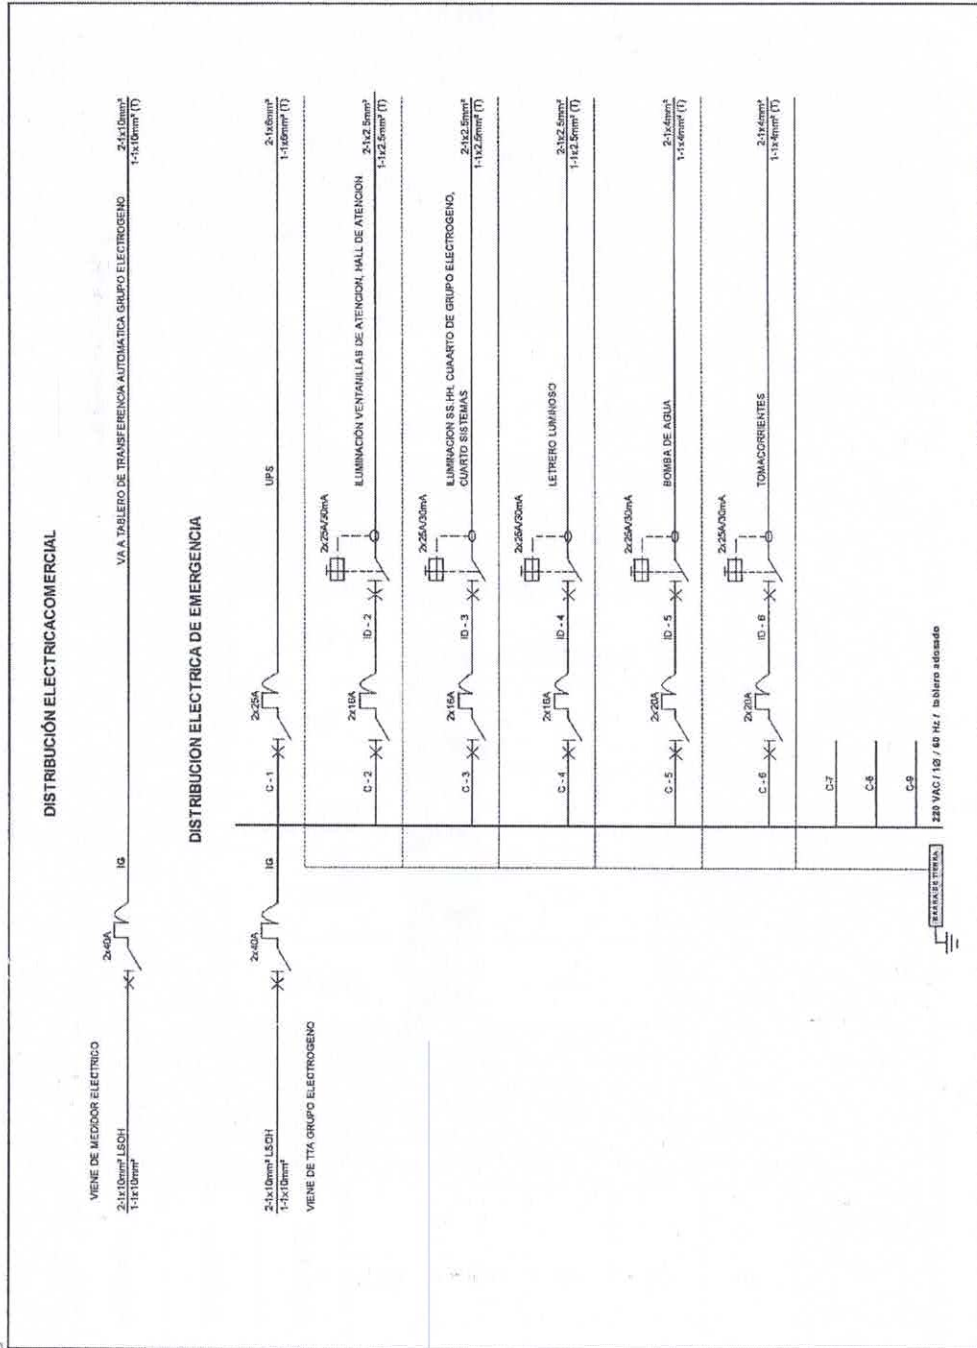 DISTRIBUCIÓN ELECTRICACOMERCIAL
VIENE DE MEDIDOR ELECTRICO
2-1x10mm² LSOH
1-1x10mm²
2x40A
IG
VA A TABLERO DE TRANSFERENCIA AUTOMATICA GRUPO ELECTROGENO
2-1x10mm²
1-1x10mm² (T)
DISTRIBUCION ELECTRICA DE EMERGENCIA
2-1x10mm² LSOH
1-1x10mm²
VIENE DE TTA GRUPO ELECTROGENO
2x40A
IG
C - 1
2x25A
UPS
2-1x6mm²
1-1x6mm² (T)
C - 2
2x16A
ID - 2
2x25A/30mA
ILUMINACIÓN VENTANILLAS DE ATENCION, HALL DE ATENCION
2-1x2.5mm²
1-1x2.5mm² (T)
C - 3
2x16A
ID - 3
2x25A/30mA
ILUMINACION SS.HH. CUAARTO DE GRUPO ELECTROGENO,
CUARTO SISTEMAS
2-1x2.5mm²
1-1x2.5mm² (T)
C - 4
2x16A
ID - 4
2x25A/30mA
LETRERO LUMINOSO
2-1x2.5mm²
1-1x2.5mm² (T)
C - 5
2x20A
ID - 5
2x25A/30mA
BOMBA DE AGUA
2-1x4mm²
1-1x4mm² (T)
C - 6
2x20A
ID - 6
2x25A/30mA
TOMACORRIENTES
2-1x4mm²
1-1x4mm² (T)
C-7
C-8
C-9
BARRA DE TIERRA
220 VAC / 1Ø / 60 Hz / tablero adosado